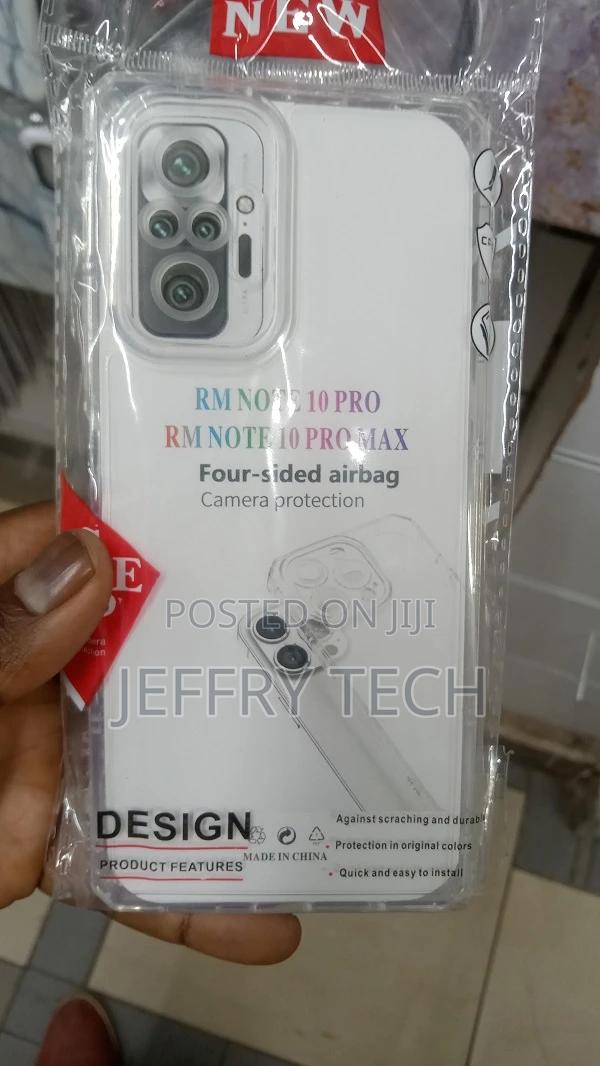 NEW
RM NOTE 10 PRO
RM NOTE 10 PRO MAX
Four-sided airbag
Camera protection
POSTED ON JIJI
JEFFRY TECH
DESIGN
PRODUCT FEATURES
MADE IN CHINA
Against scraching and durabl
Protection in original colors
Quick and easy to install